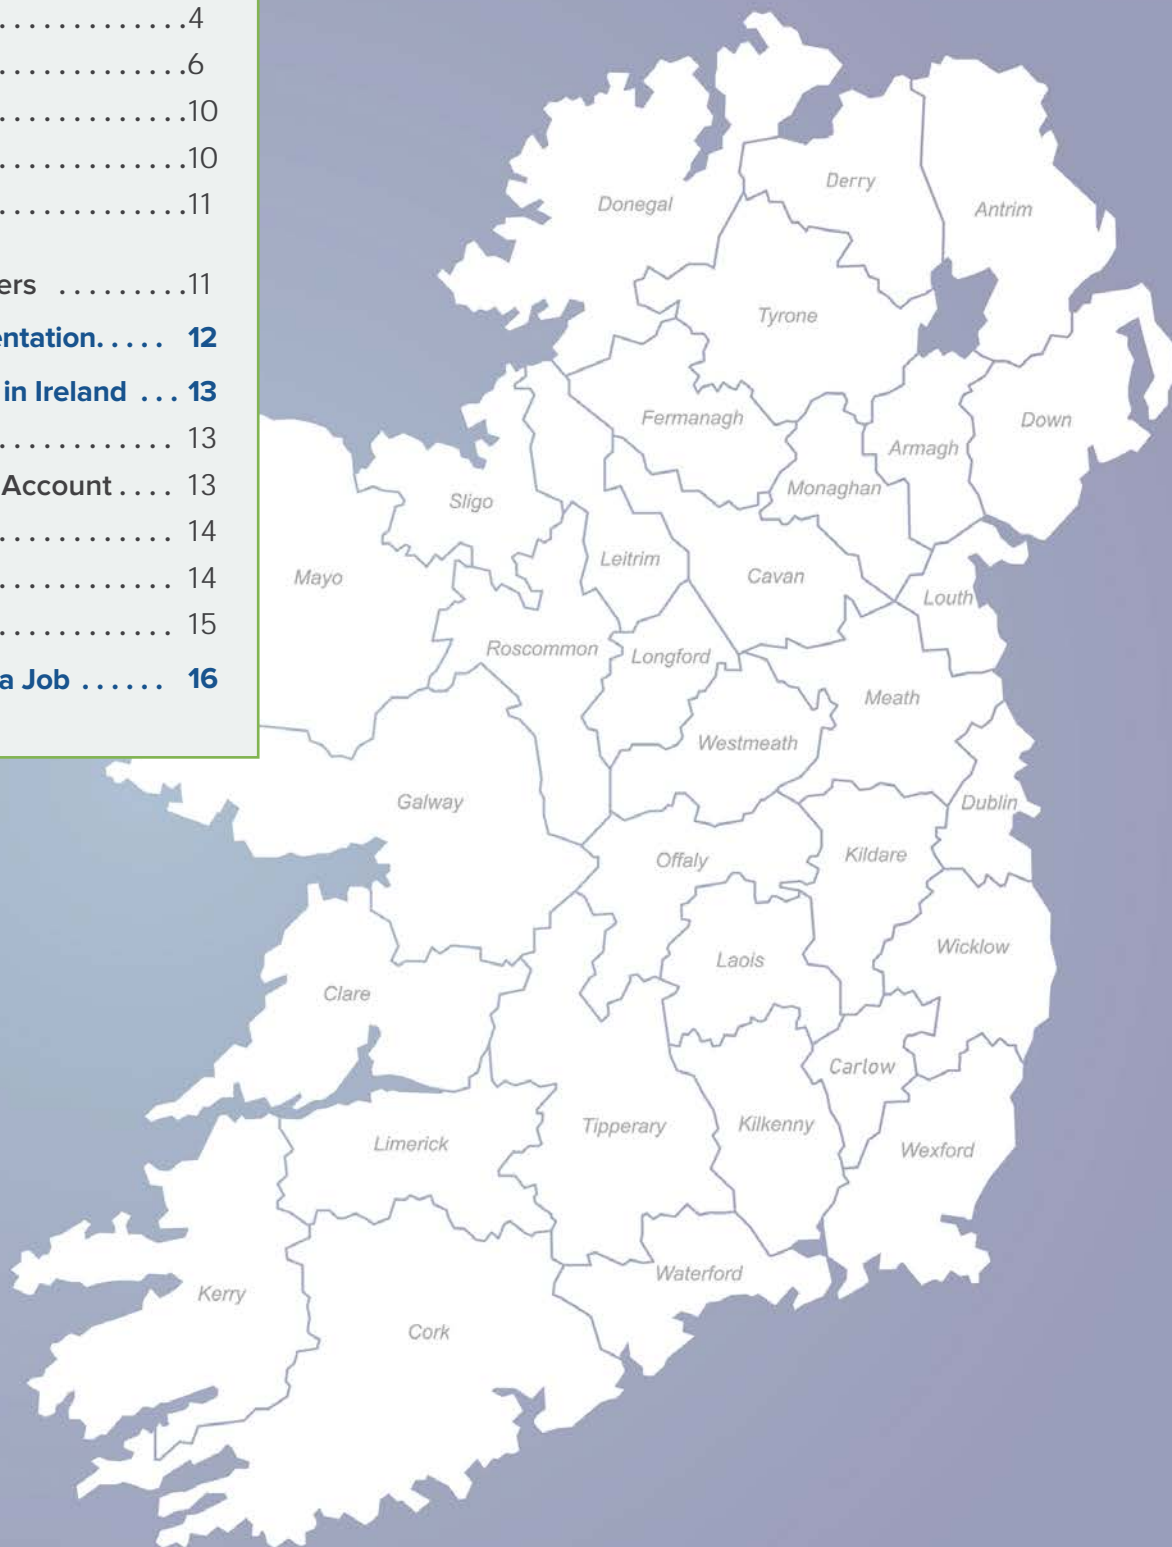 . . . . . . . . . . . . .4
. . . . . . . . . . . . .6
. . . . . . . . . . . . .10
. . . . . . . . . . . . .10
. . . . . . . . . . . . .11
ers . . . . . . . . .11
entation. . . . . 12
in Ireland . . . 13
. . . . . . . . . . . . 13
Account . . . . 13
. . . . . . . . . . . . 14
. . . . . . . . . . . . 14
. . . . . . . . . . . . 15
a Job . . . . . . 16
Derry
Donegal
Antrim
Tyrone
Fermanagh
Down
Armagh
Monaghan
Sligo
Leitrim
Mayo
Cavan
Louth
Roscommon
Longford
Meath
Westmeath
Galway
Dublin
Offaly
Kildare
Wicklow
Laois
Clare
Carlow
Tipperary
Kilkenny
Limerick
Wexford
Waterford
Kerry
Cork